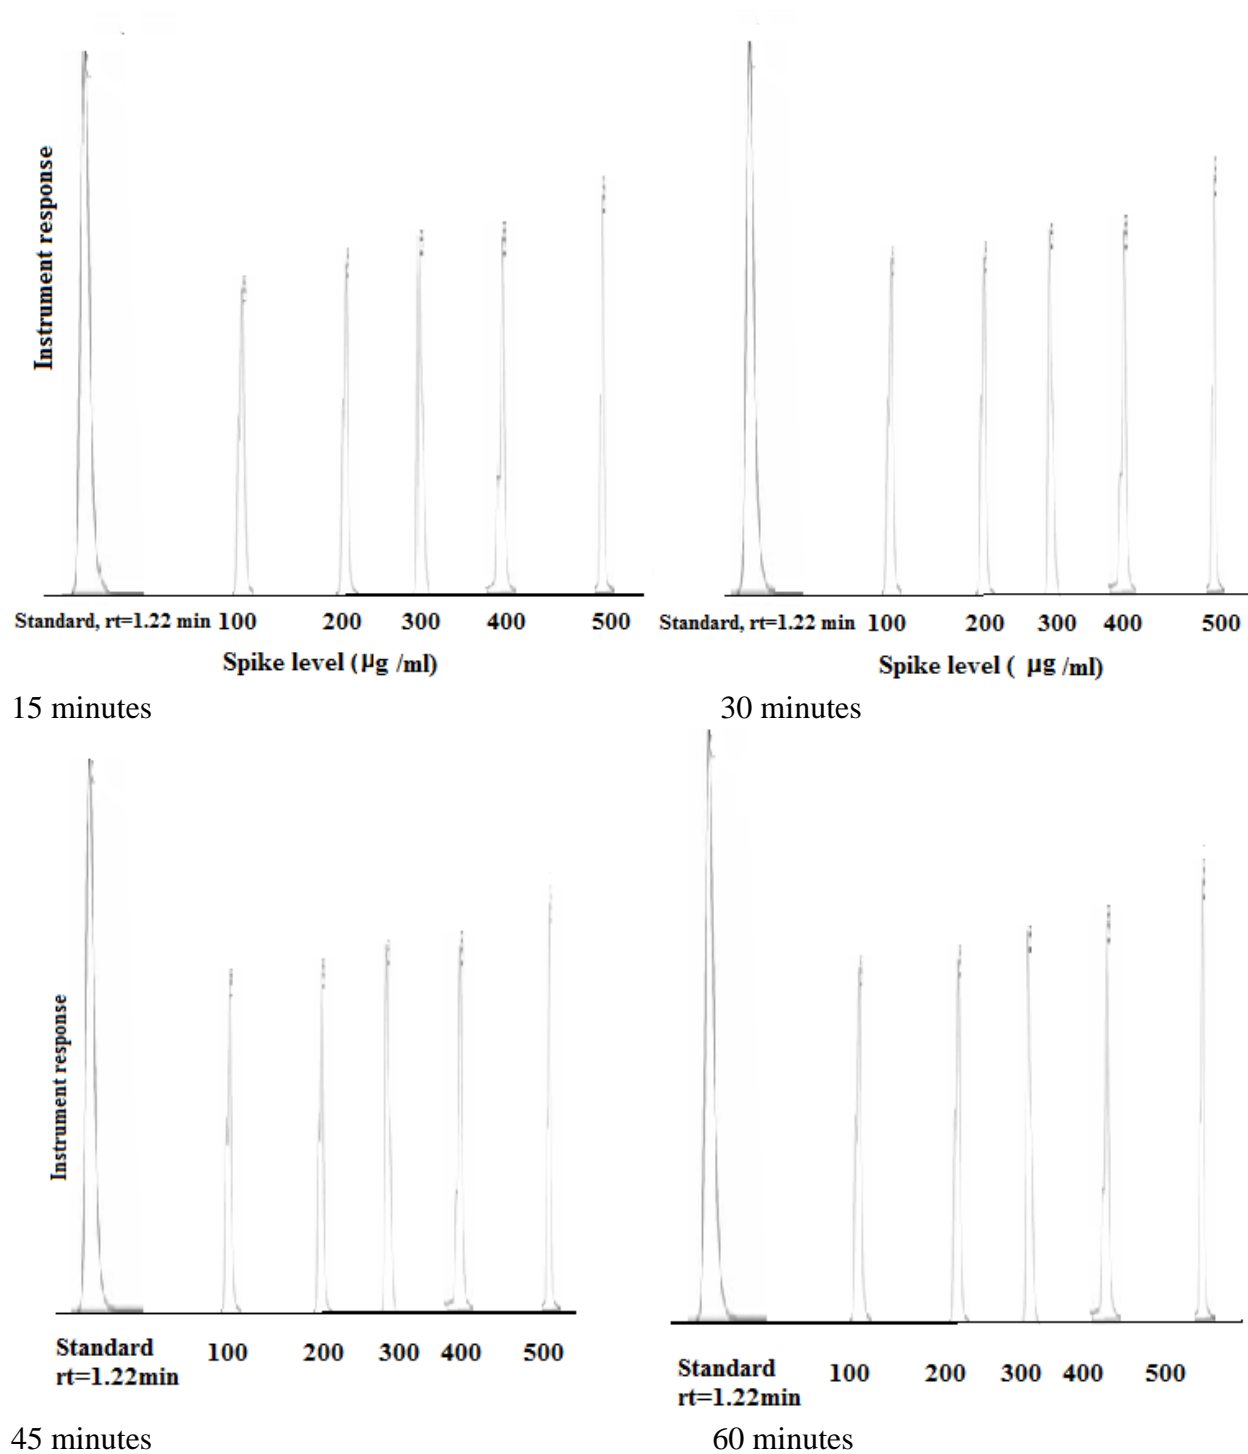 Instrument response
Standard, rt=1.22 min 100 200 300 400 500
Spike level (µg /ml)
15 minutes
Standard, rt=1.22 min 100 200 300 400 500
Spike level ( µg /ml)
30 minutes
Instrument response
Standard
rt=1.22min
100 200 300 400 500
45 minutes
Standard
rt=1.22min
100 200 300 400 500
60 minutes